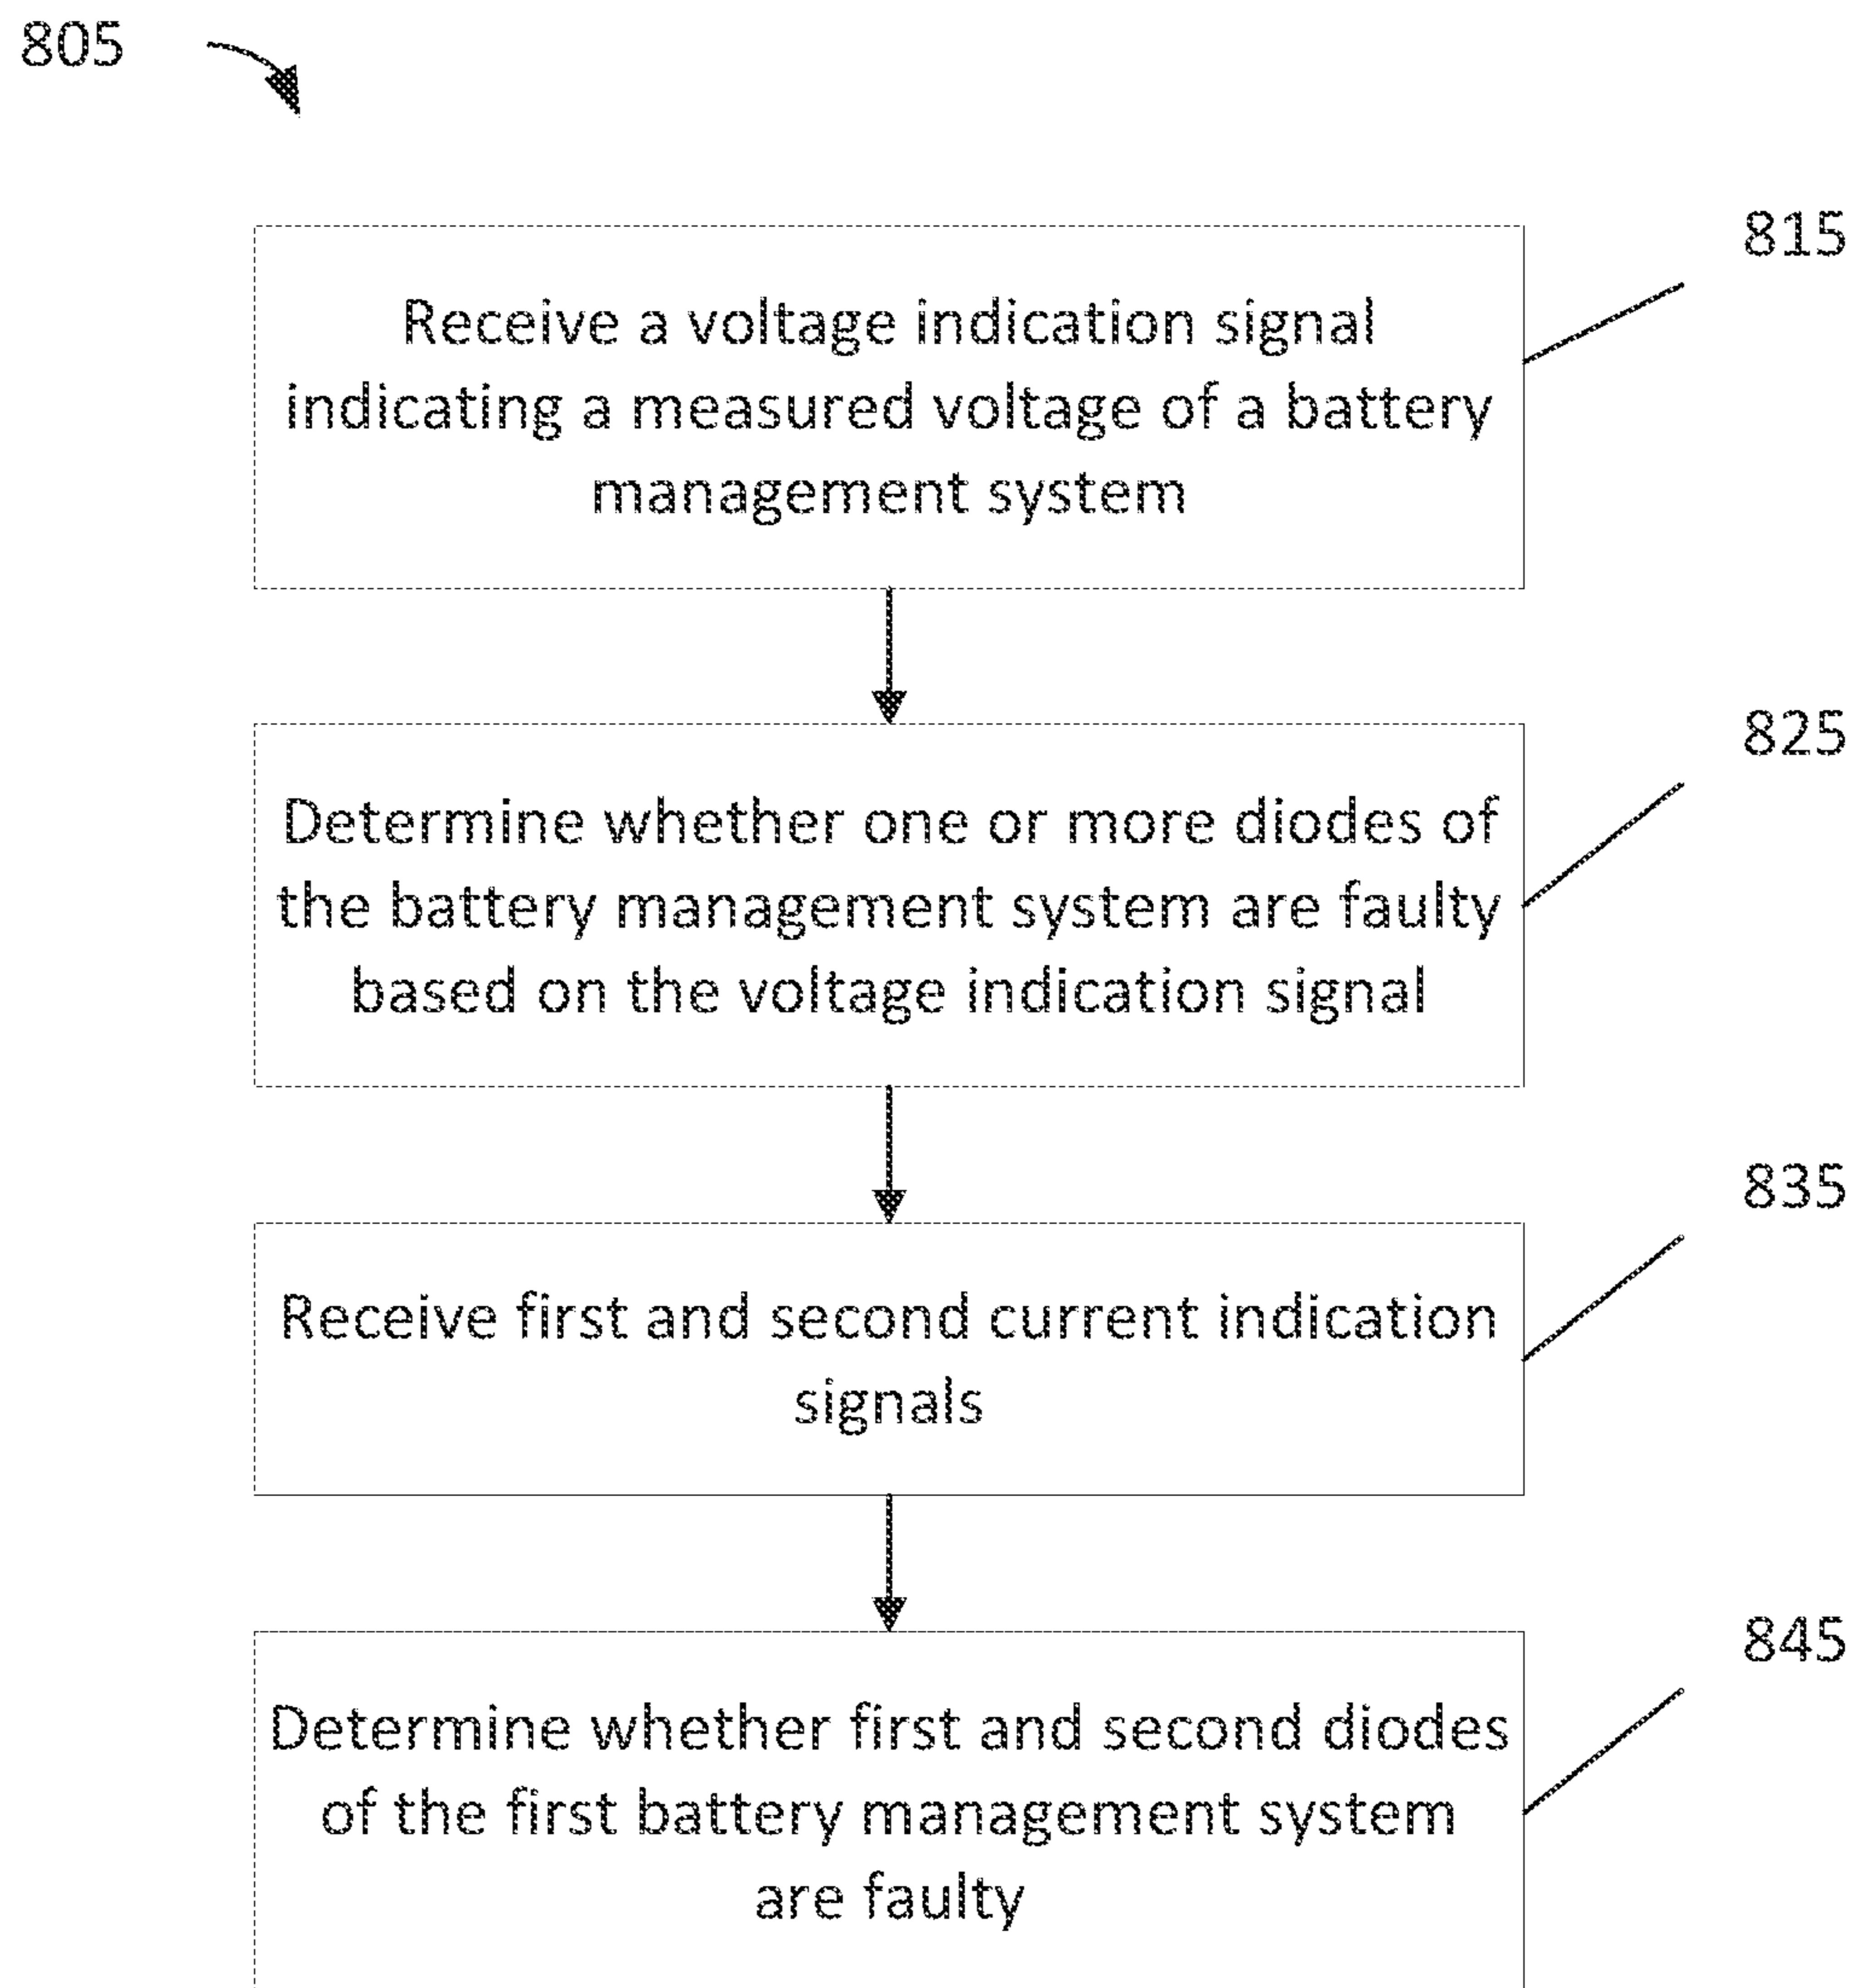 805
815
Receive a voltage indication signal
indicating a measured voltage of a battery
management system
825
Determine whether one or more diodes of
the battery management system are faulty
based on the voltage indication signal
835
Receive first and second current indication
signals
845
Determine whether first and second diodes
of the first battery management system
are faulty